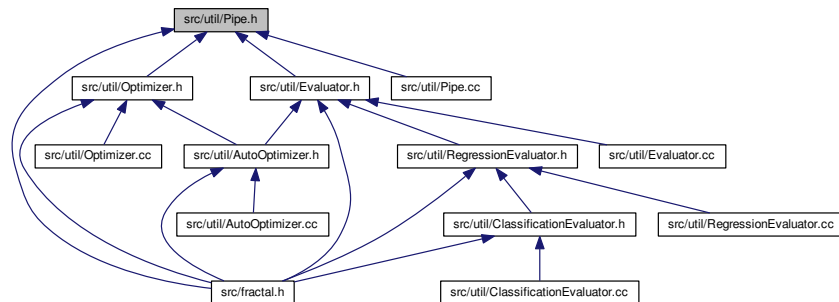 src/util/Pipe.h
src/util/Optimizer.h
src/util/Evaluator.h
src/util/Pipe.cc
src/util/Optimizer.cc
src/util/AutoOptimizer.h
src/util/RegressionEvaluator.h
src/util/Evaluator.cc
src/util/AutoOptimizer.cc
src/util/ClassificationEvaluator.h
src/util/RegressionEvaluator.cc
src/fractal.h
src/util/ClassificationEvaluator.cc